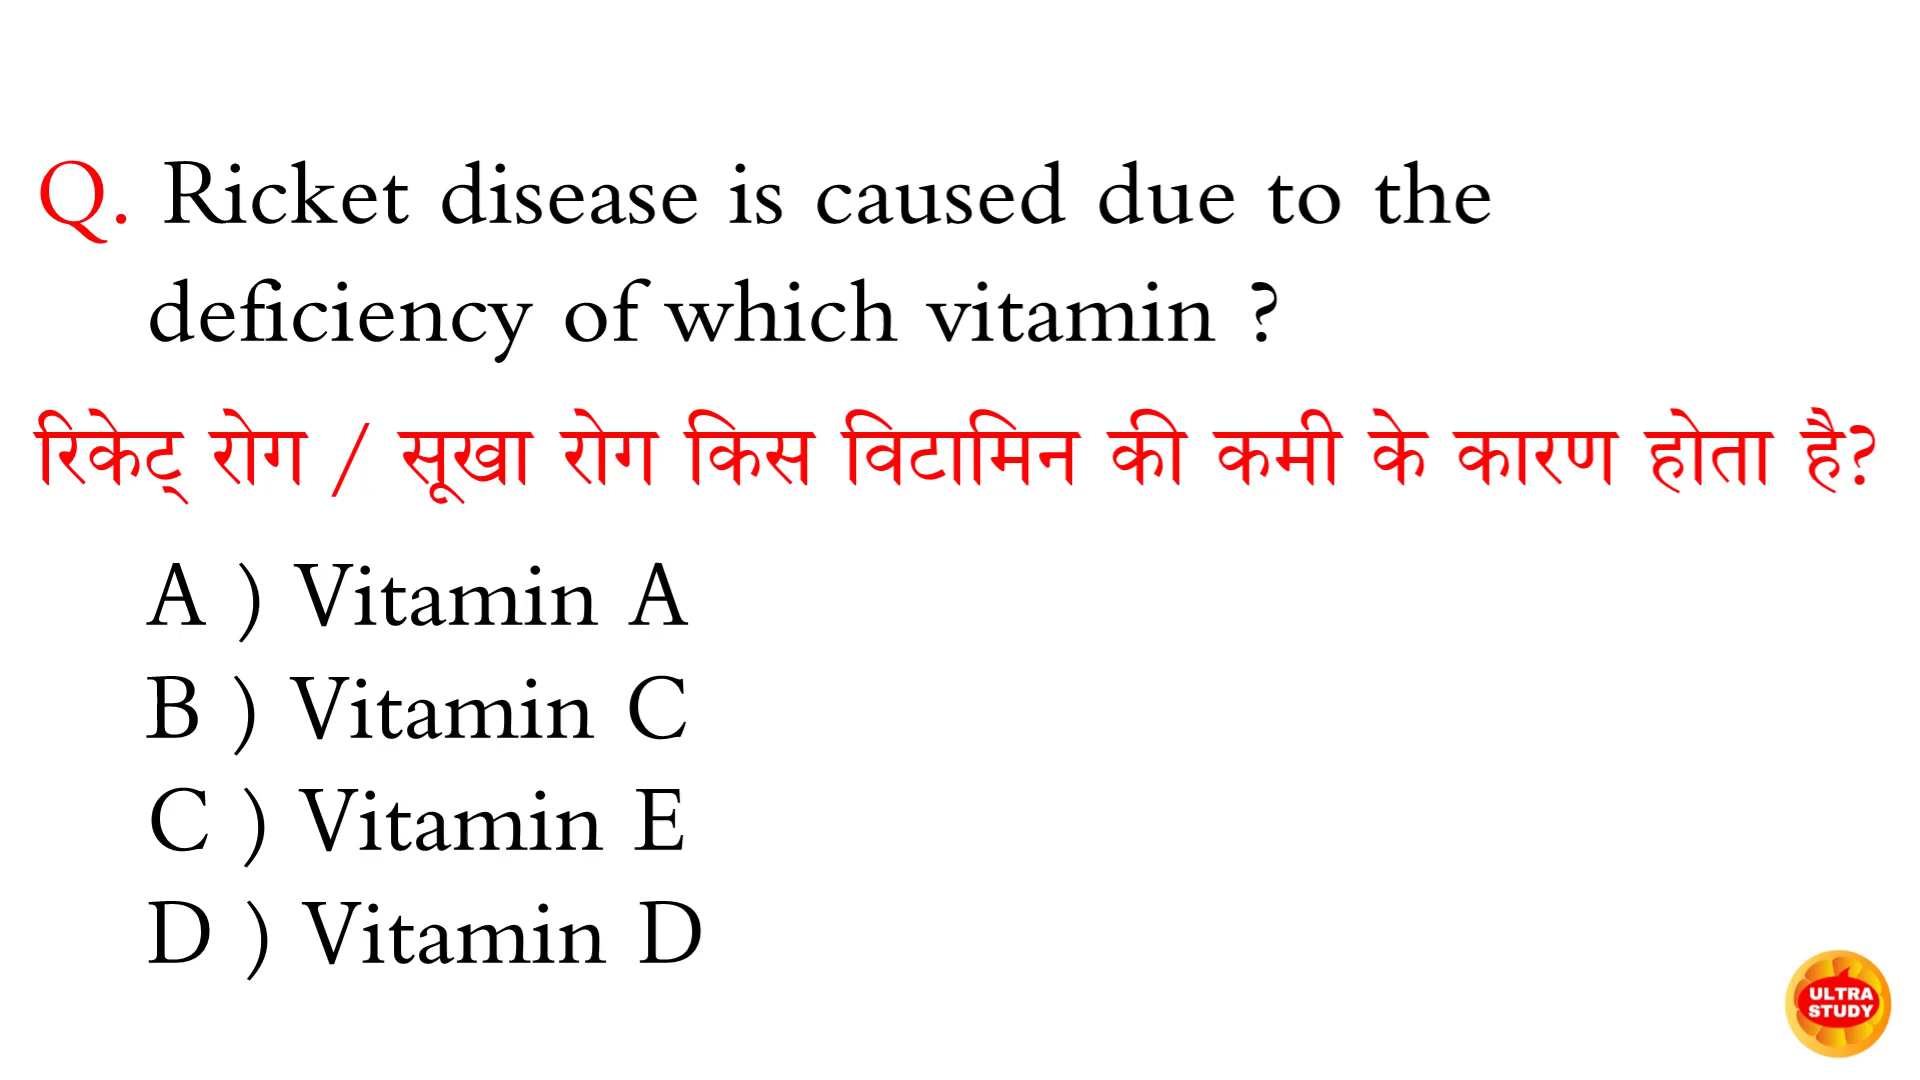 Q. Ricket disease is caused due to the
deficiency of which vitamin ?
रिकेट् रोग / सूखा रोग किस विटामिन की कमी के कारण होता है?
A ) Vitamin A
B ) Vitamin C
C ) Vitamin E
D ) Vitamin D
ULTRA
STUDY